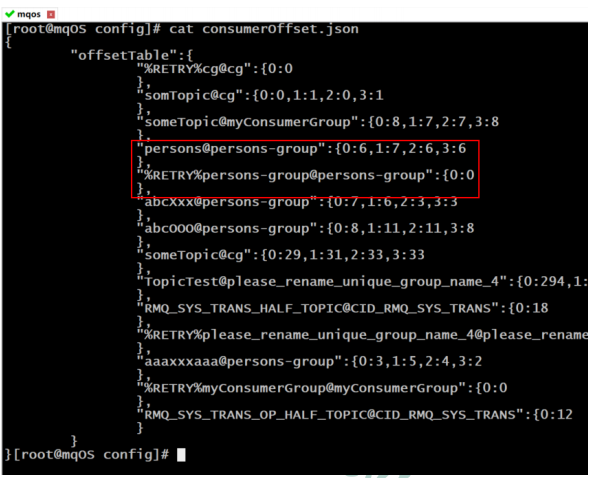 mqos
[root@mqOS config]# cat consumerOffset.json
{
"offsetTable":{
"%RETRY%cg@cg":{0:0
},
"somTopic@cg":{0:0,1:1,2:0,3:1
},
"someTopic@myConsumerGroup":{0:8,1:7,2:7,3:8
},
"persons@persons-group":{0:6,1:7,2:6,3:6
},
"%RETRY%persons-group@persons-group":{0:0
},
"abcXxx@persons-group":{0:7,1:6,2:3,3:3
},
"abcOOO@persons-group":{0:8,1:11,2:11,3:8
},
"someTopic@cg":{0:29,1:31,2:33,3:33
},
"TopicTest@please_rename_unique_group_name_4":{0:294,1:
},
"RMQ_SYS_TRANS_HALF_TOPIC@CID_RMQ_SYS_TRANS":{0:18
},
"%RETRY%please_rename_unique_group_name_4@please_rename
},
"aaaxxxaaa@persons-group":{0:3,1:5,2:4,3:2
},
"%RETRY%myConsumerGroup@myConsumerGroup":{0:0
},
"RMQ_SYS_TRANS_OP_HALF_TOPIC@CID_RMQ_SYS_TRANS":{0:12
}
}
}[root@mqOS config]#